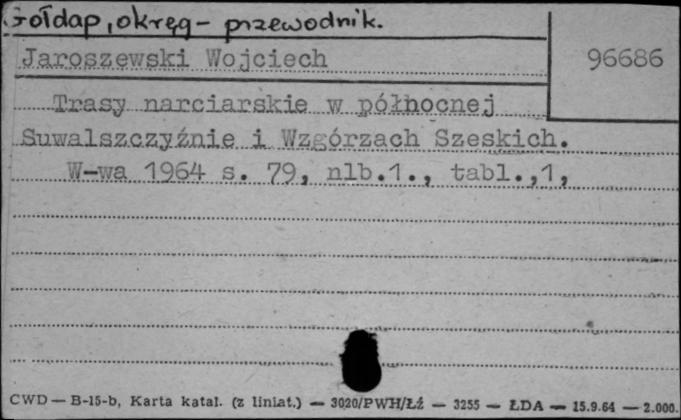 Gołdap, okręg - przewodnik.
Jaroszewski Wojciech
96686
Trasy narciarskie w północnej
Suwalszczyźnie i Wzgórzach Szeskich.
W-wa 1964 s. 79, nlb.1., tabl.,1,
CWD — B-15-b, Karta katal. (z liniat.) — 3020/PWH/Łź — 3255 — ŁDA — 15.9.64 — 2.000.